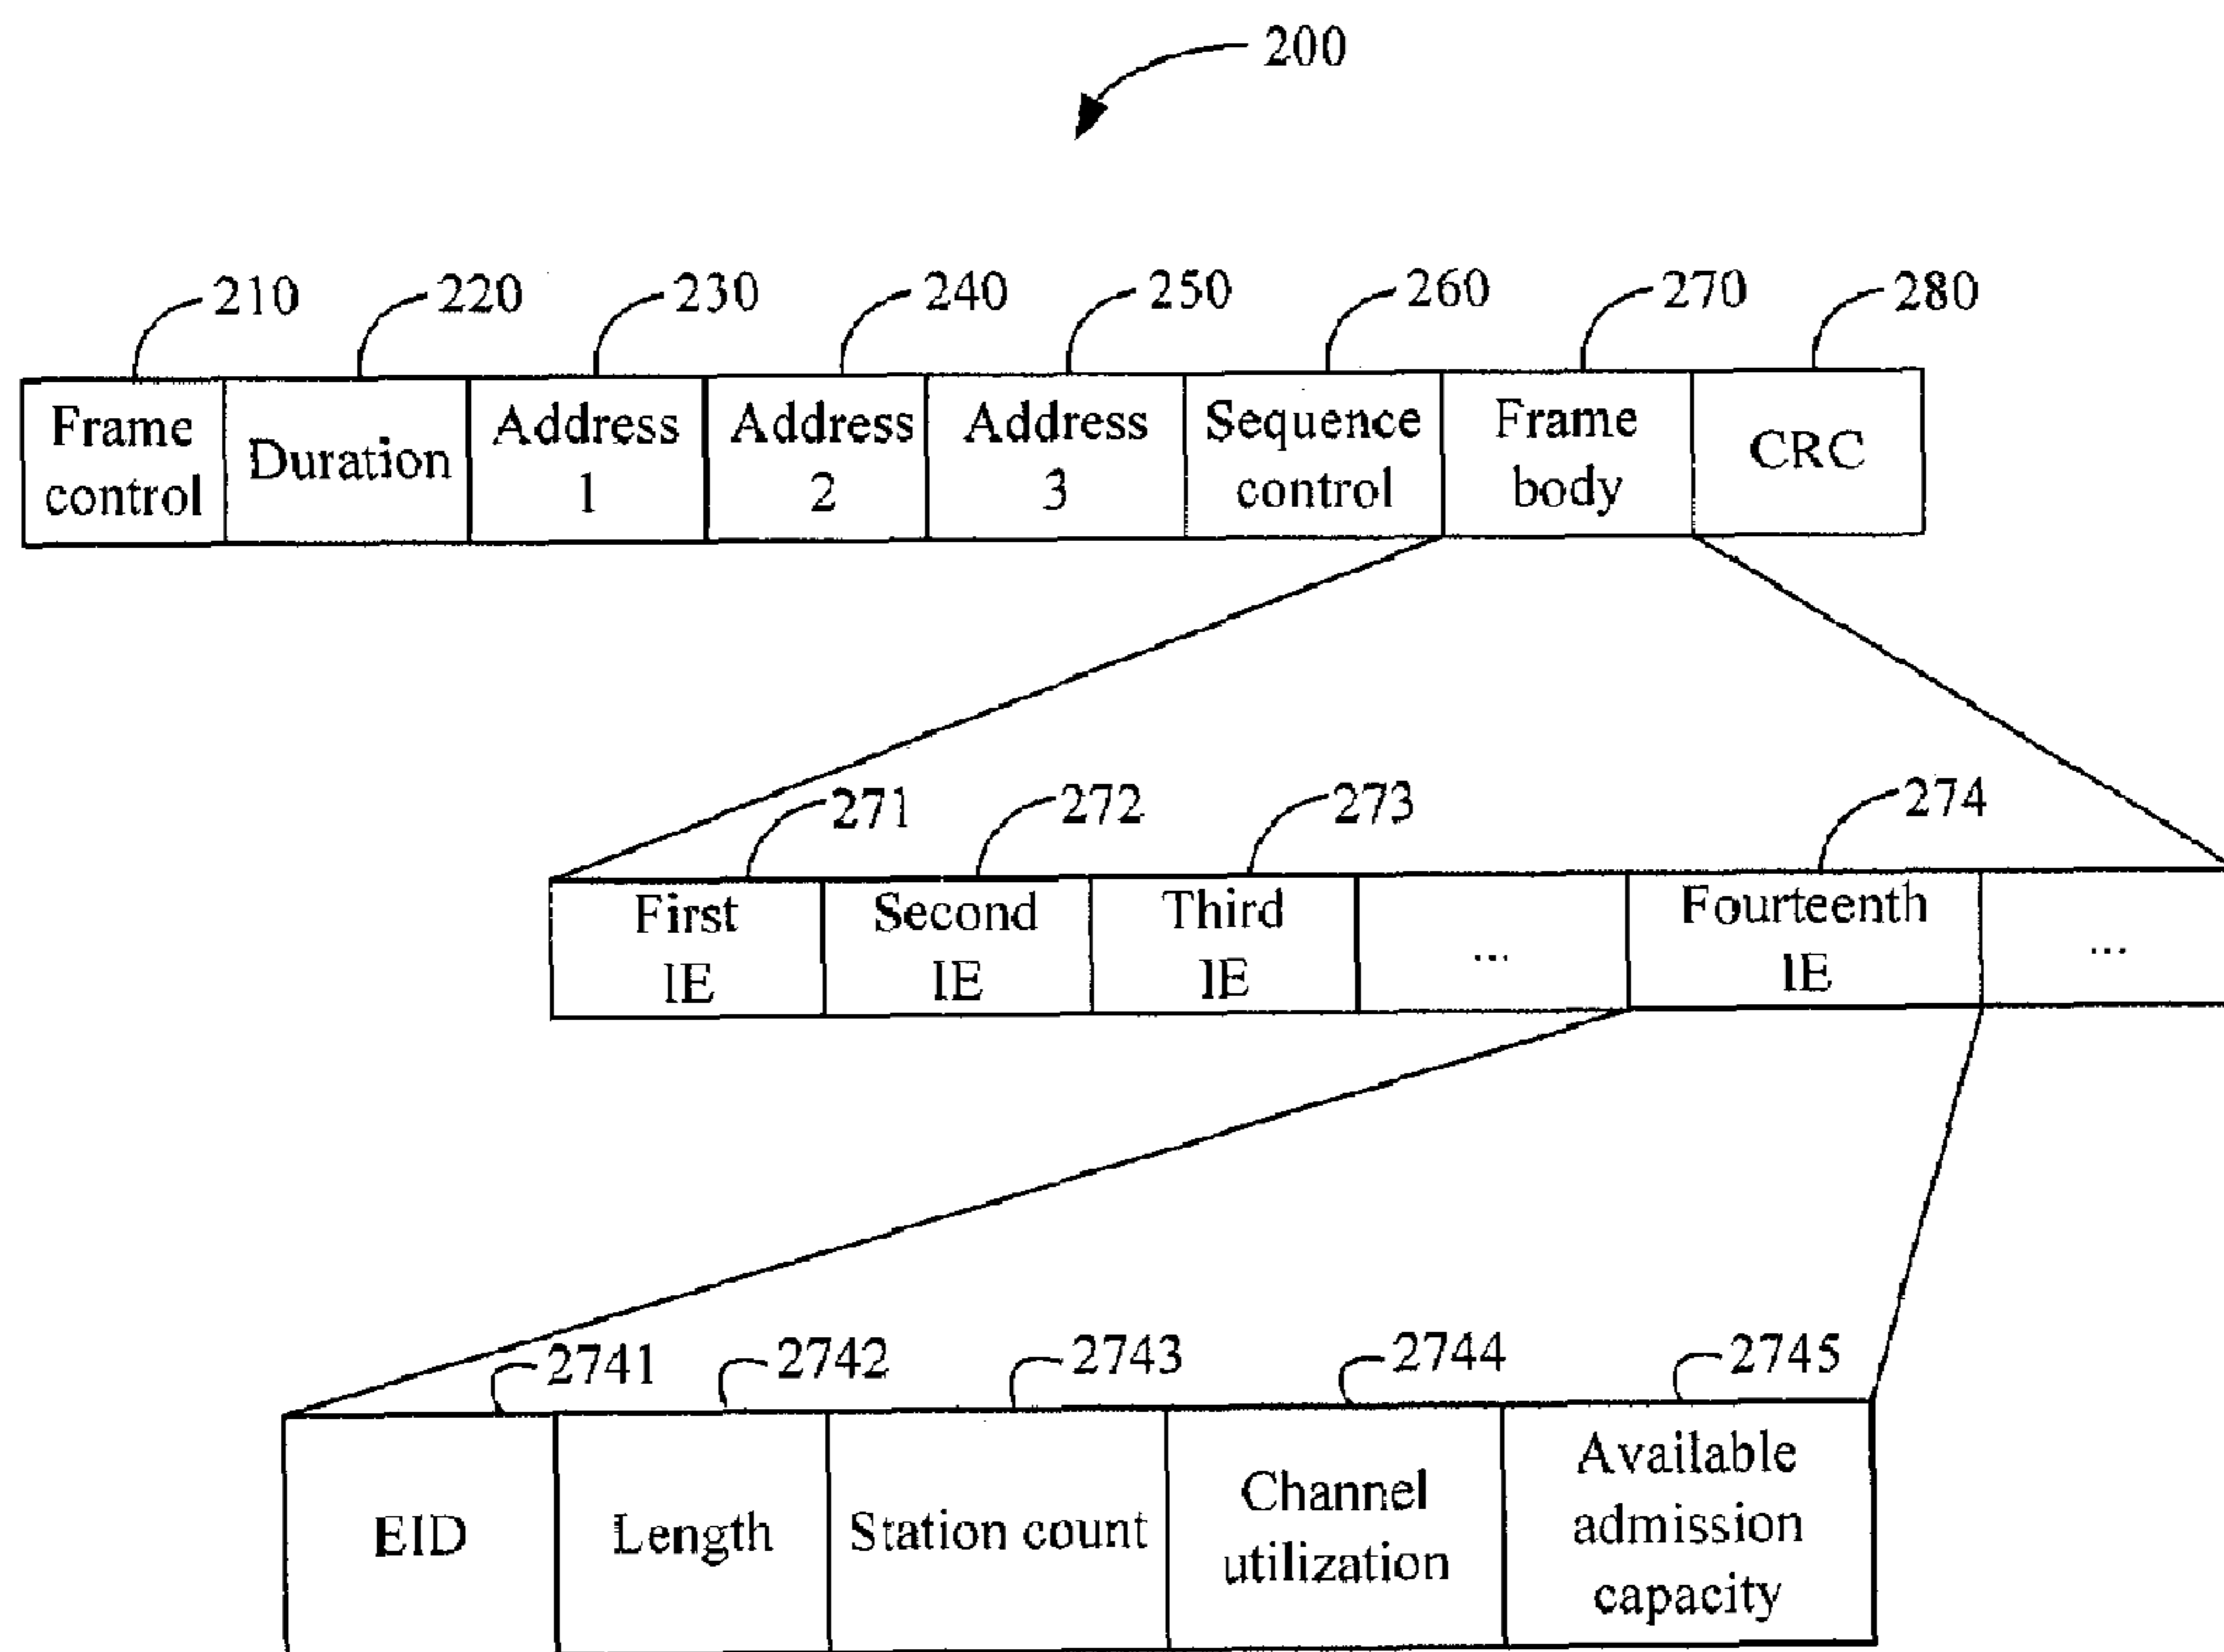 200
210 220 230 240 250 260 270 280
Frame control
Duration
Address 1
Address 2
Address 3
Sequence control
Frame body
CRC
271 272 273 274
First IE
Second IE
Third IE
...
Fourteenth IE
...
2741 2742 2743 2744 2745
EID
Length
Station count
Channel utilization
Available admission capacity